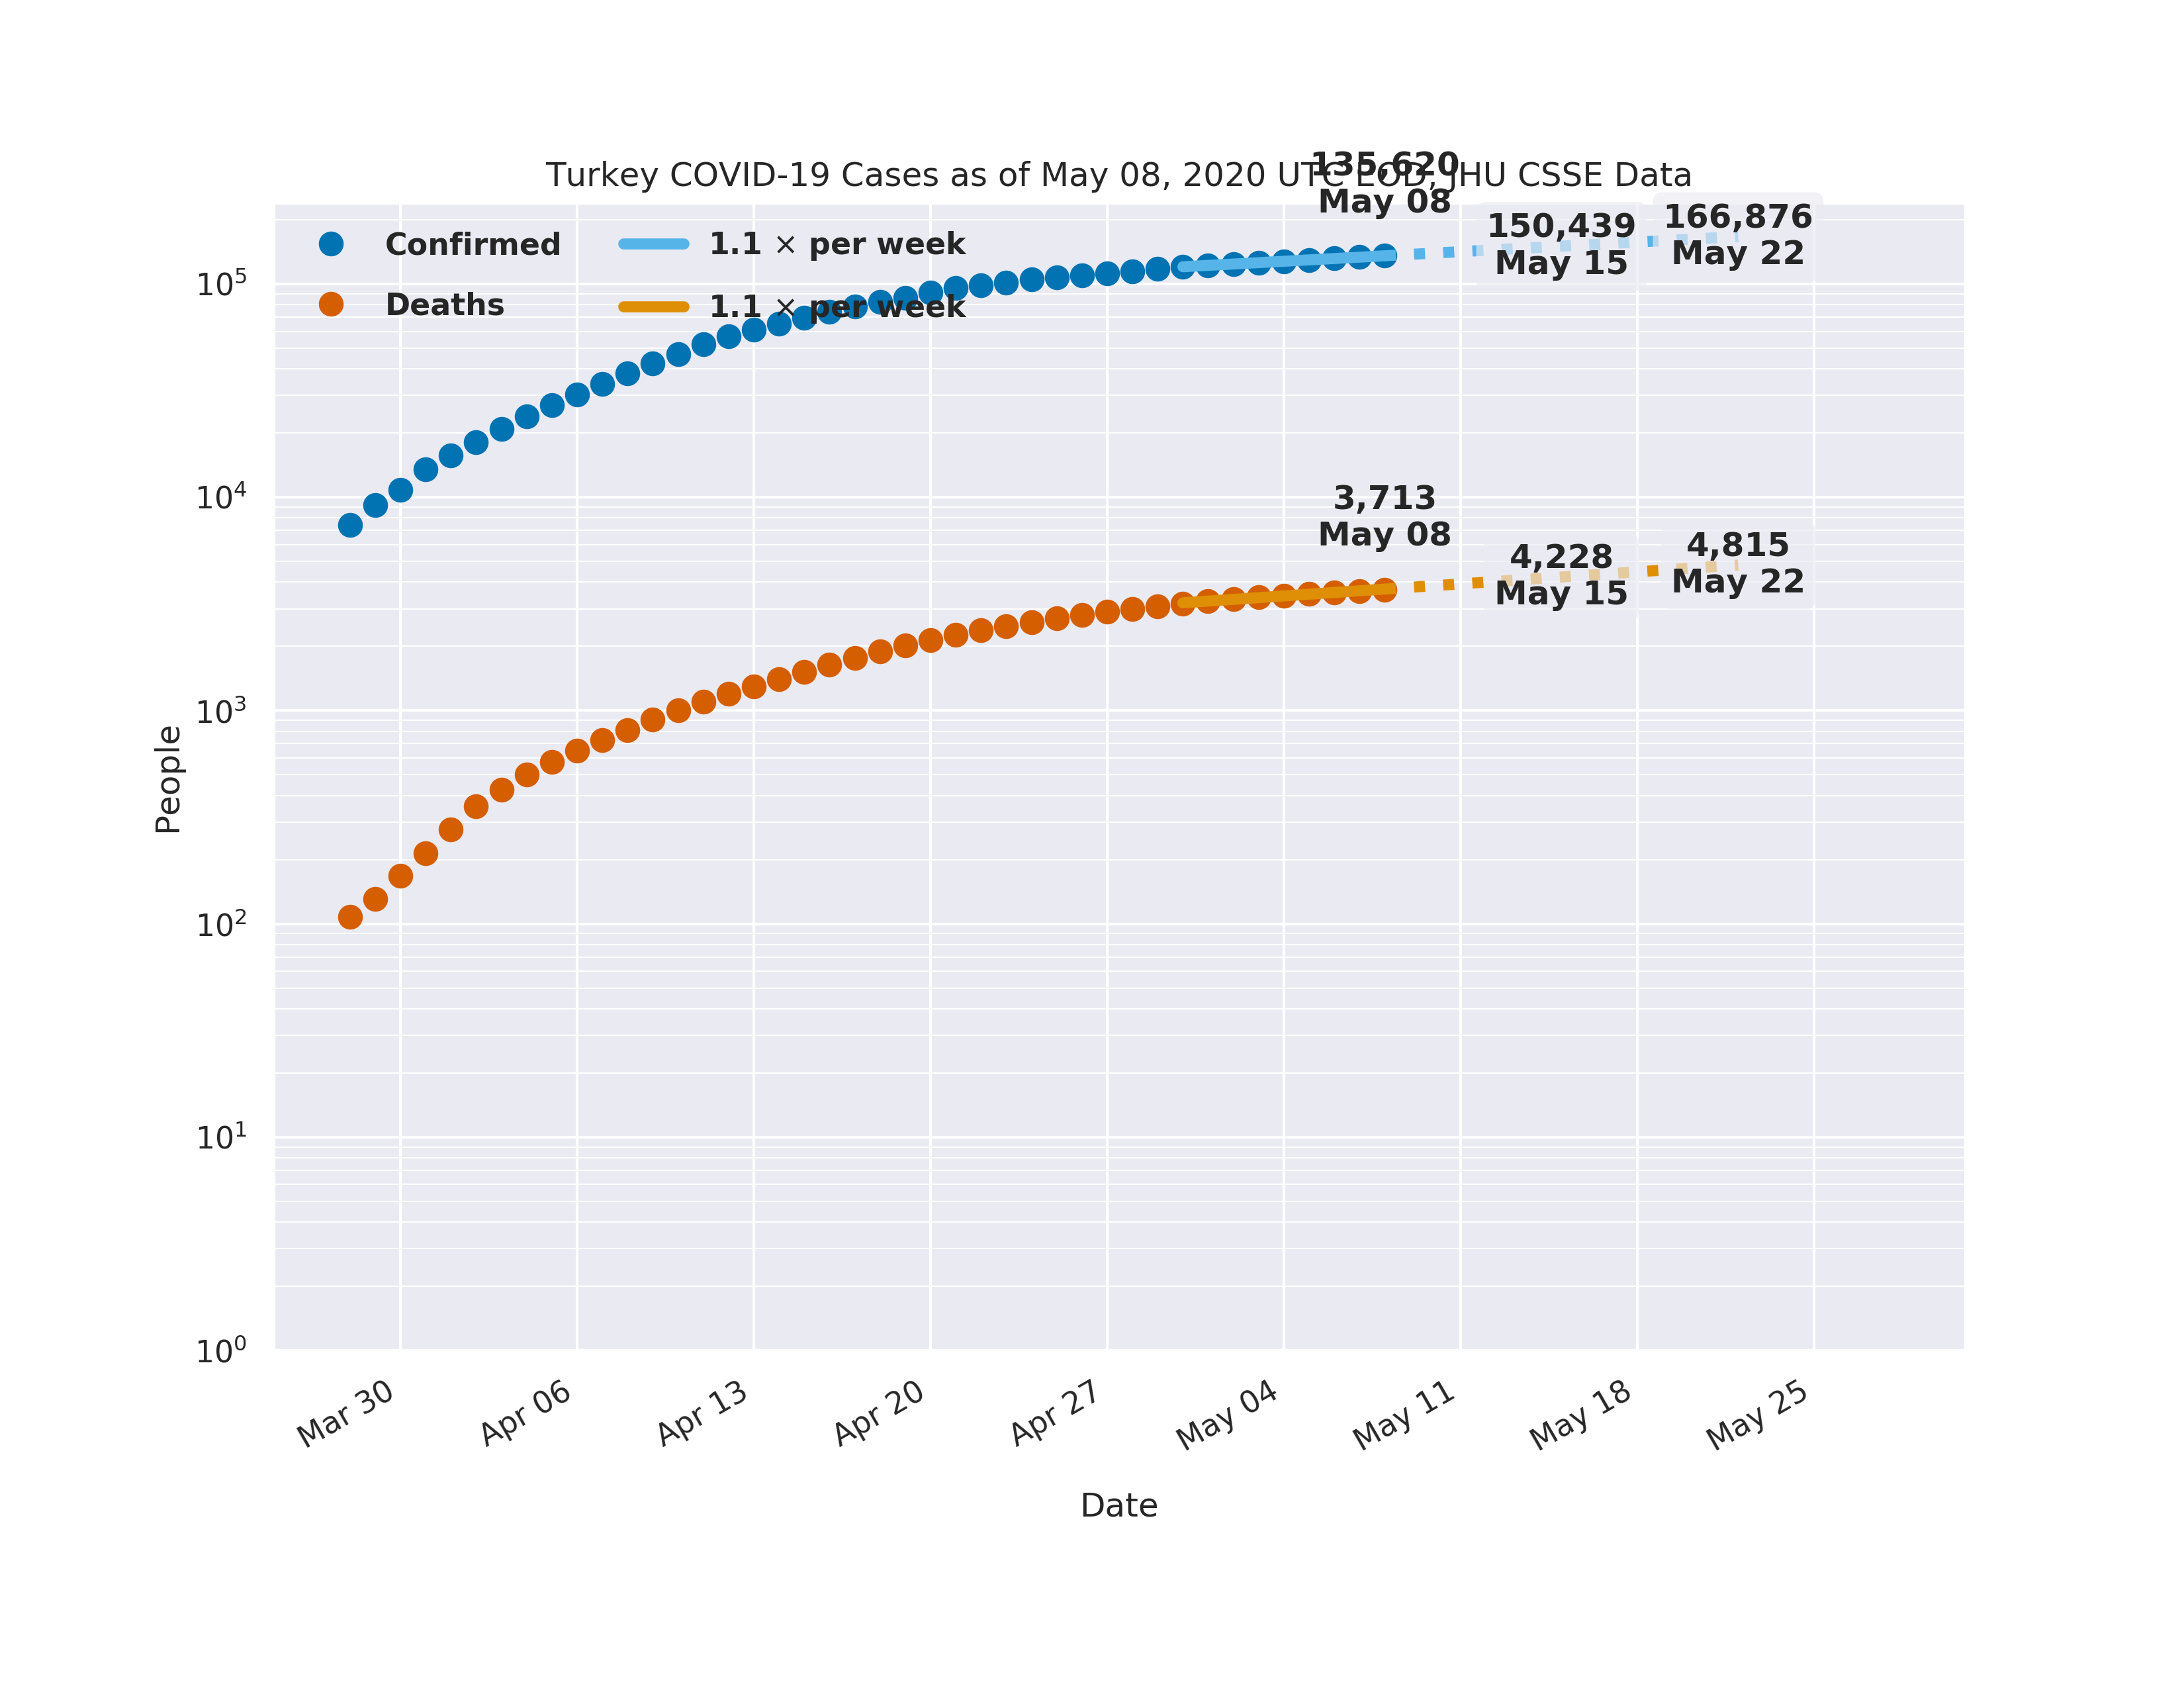 135,620
May 08
Turkey COVID-19 Cases as of May 08, 2020 UTC EOD, JHU CSSE Data
Confirmed
Deaths
1.1 × per week
1.1 × per week
150,439
May 15
166,876
May 22
3,713
May 08
4,228
May 15
4,815
May 22
People
10⁵
10⁴
10³
10²
10¹
10⁰
Mar 30
Apr 06
Apr 13
Apr 20
Apr 27
May 04
May 11
May 18
May 25
Date